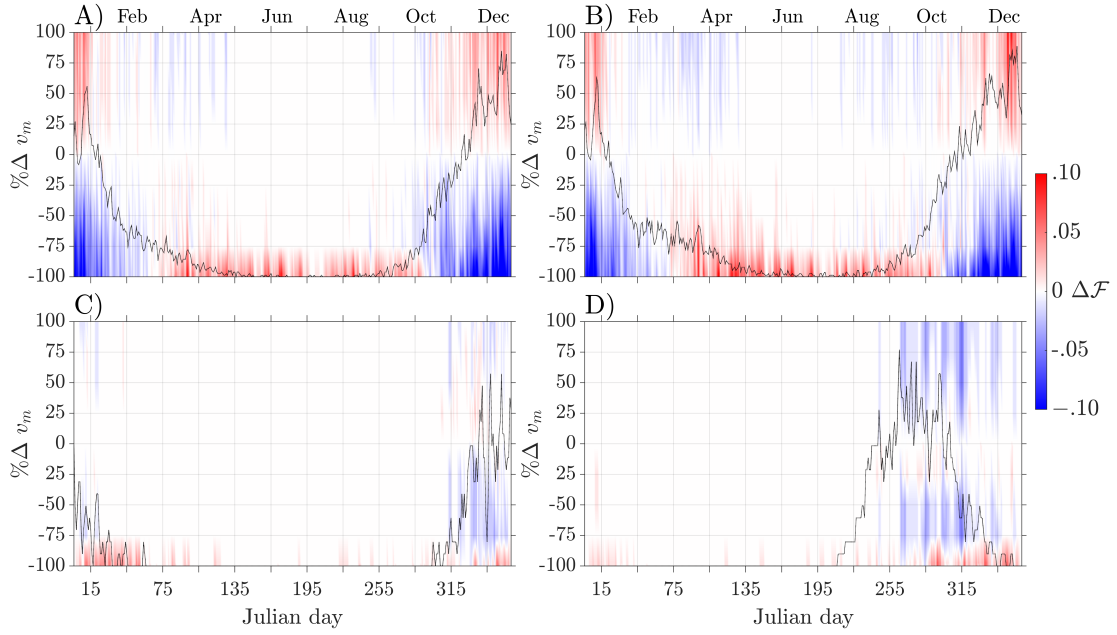 A) Feb Apr Jun Aug Oct Dec
B) Feb Apr Jun Aug Oct Dec
100 75 50 25 0 25 -50 -75 -100
%Δ v_m
100 75 50 25 0 25 -50 -75 -100
%Δ v_m
.10
.05
0 Δℱ
-.05
−.10
C)
D)
100 75 50 25 0 25 -50 -75 -100
%Δ v_m
100 75 50 25 0 25 -50 -75 -100
%Δ v_m
15 75 135 195 255 315
15 75 135 195 255 315
Julian day
Julian day